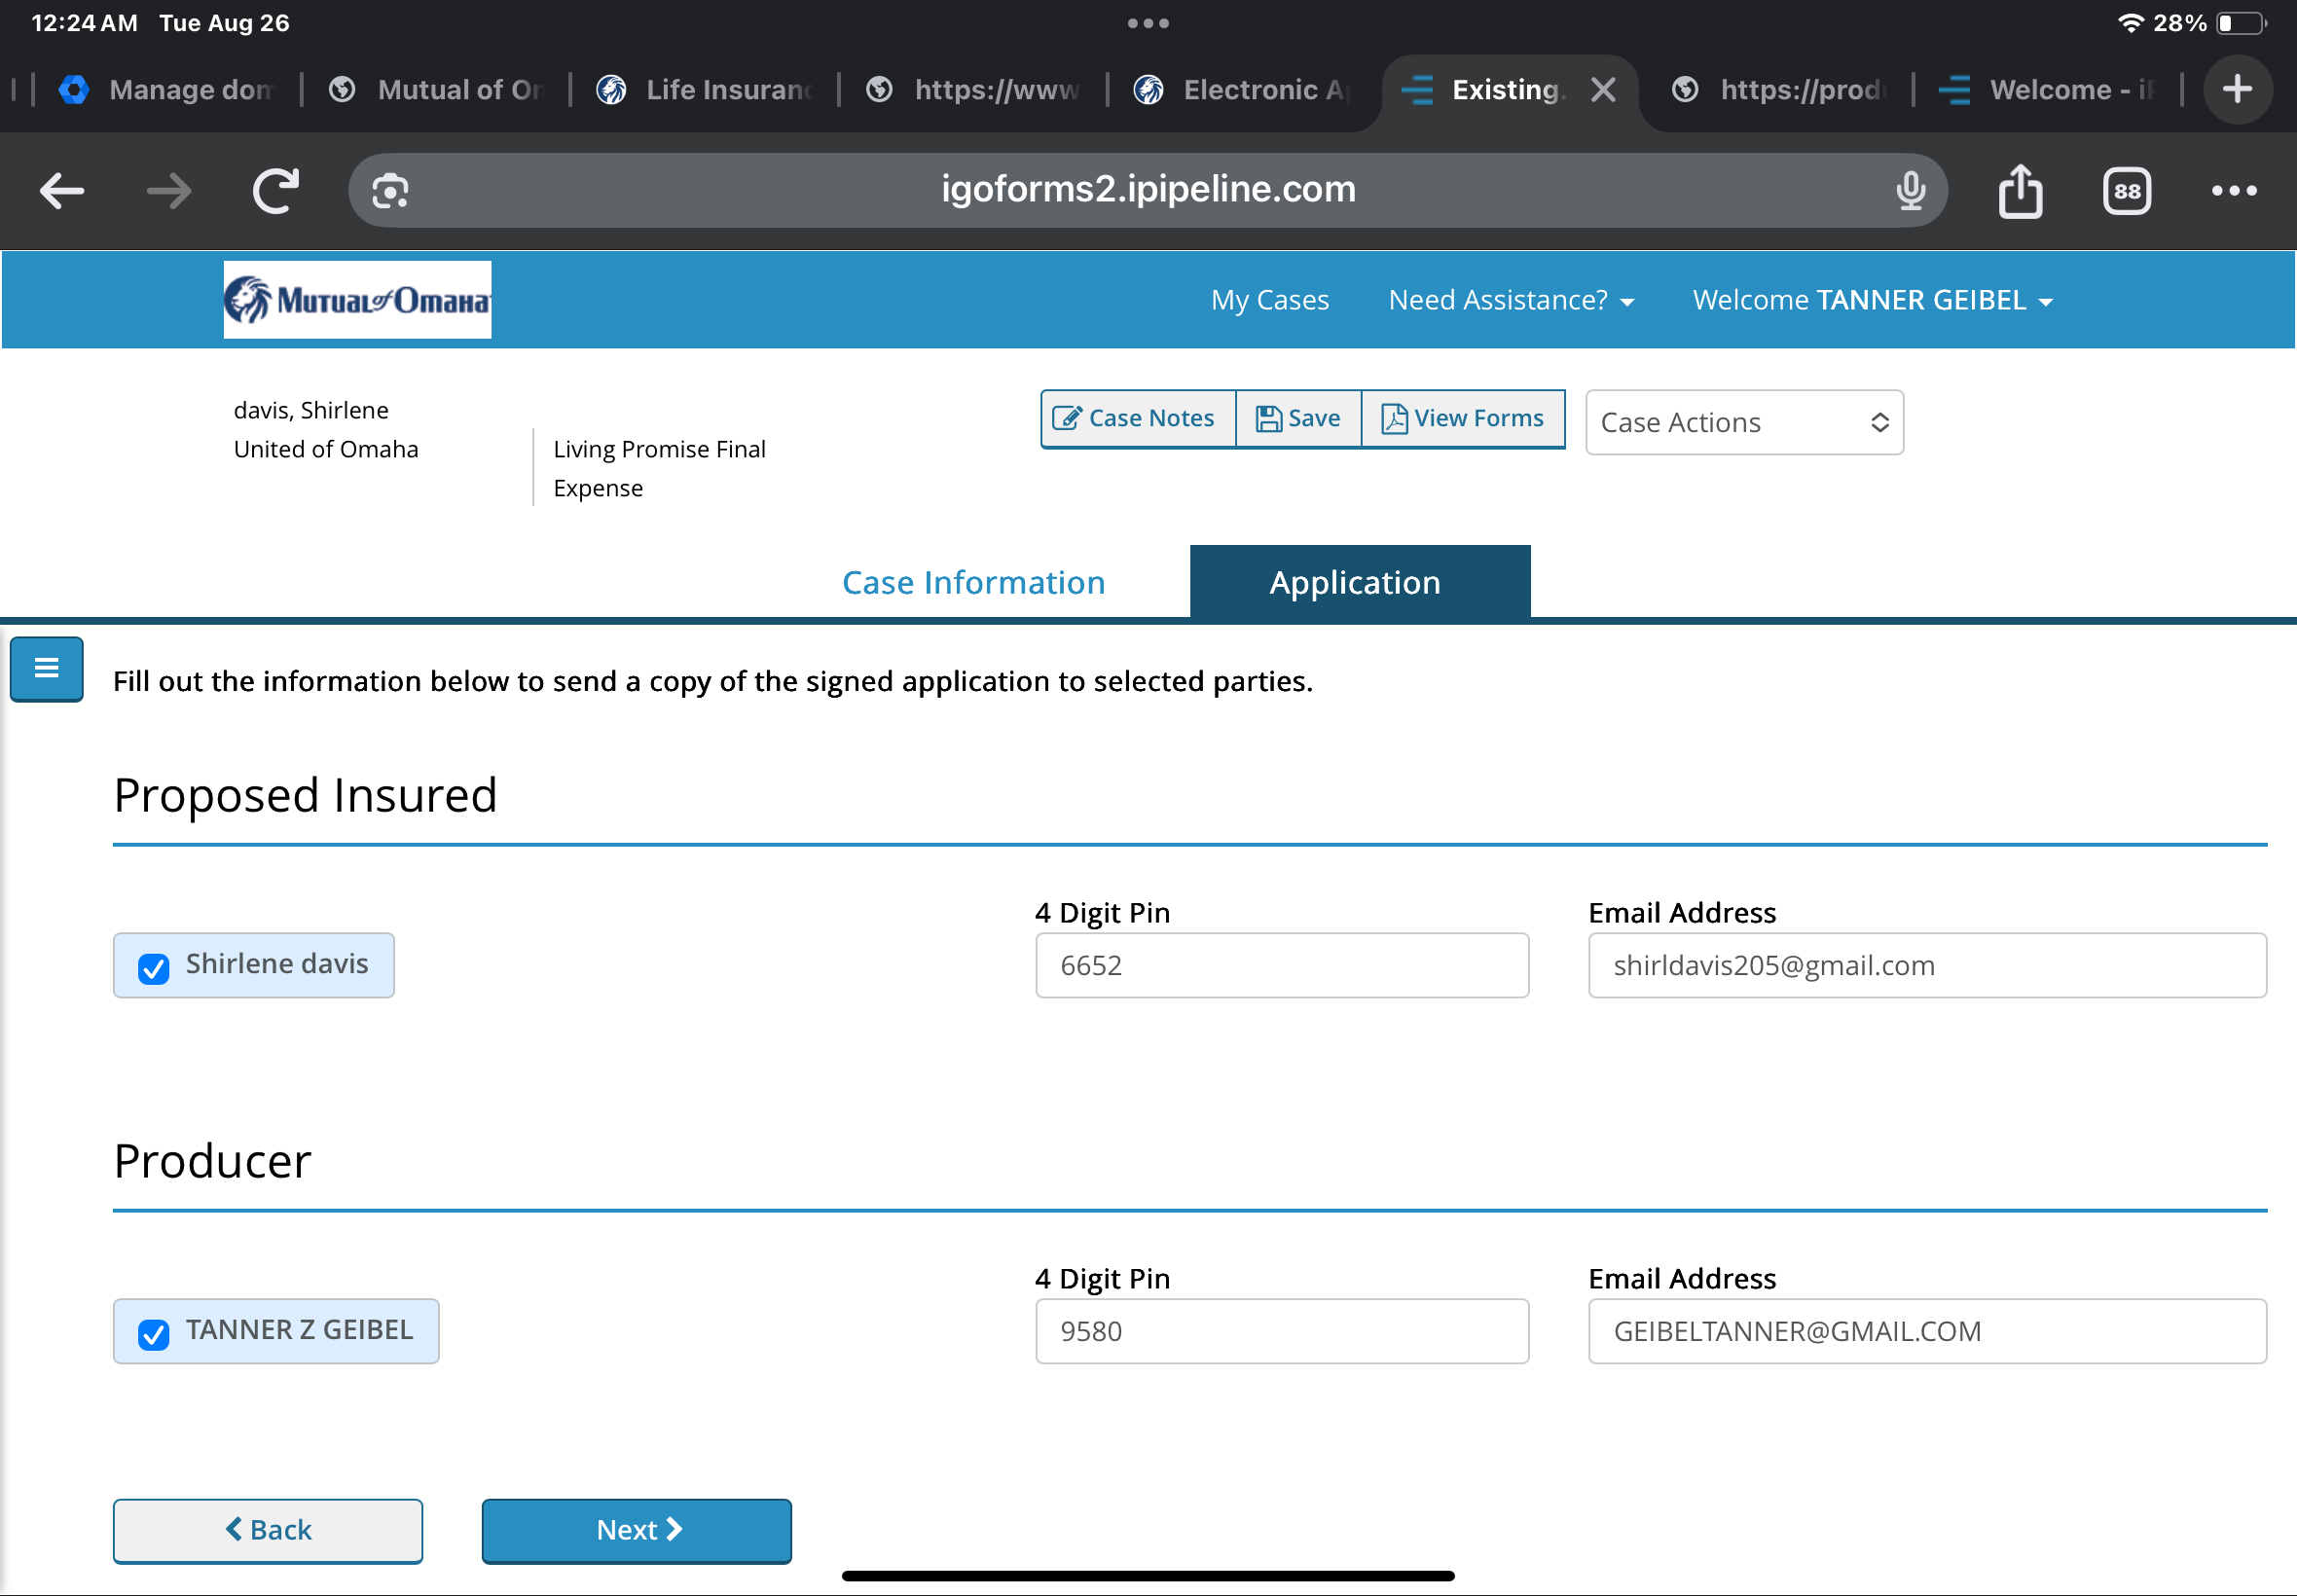 12:24 AM Tue Aug 26
28%
Manage dom
Mutual of Om
Life Insuranc
https://www
Electronic Ap
Existing.
https://prod
Welcome - iP
igoforms2.ipipeline.com
88
Mutual of Omaha
My Cases
Need Assistance?
Welcome TANNER GEIBEL
davis, Shirlene
United of Omaha
Living Promise Final
Expense
Case Notes
Save
View Forms
Case Actions
Case Information
Application
Fill out the information below to send a copy of the signed application to selected parties.
Proposed Insured
4 Digit Pin
Email Address
Shirlene davis
6652
shirldavis205@gmail.com
Producer
4 Digit Pin
Email Address
TANNER Z GEIBEL
9580
GEIBELTANNER@GMAIL.COM
Back
Next